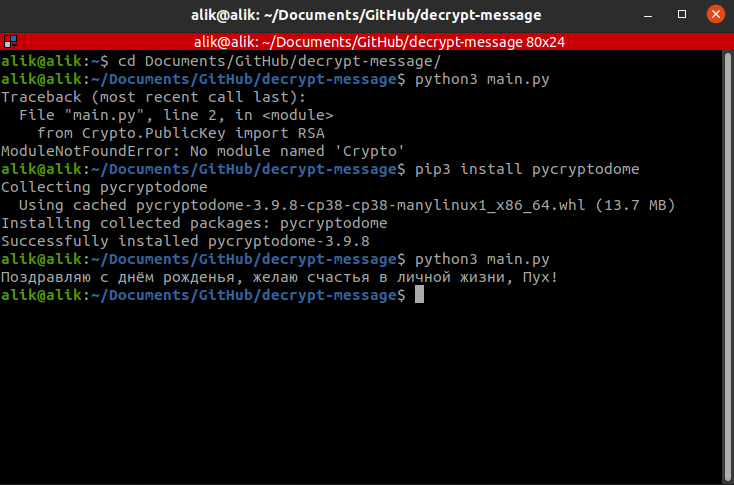 alik@alik: ~/Documents/GitHub/decrypt-message
alik@alik: ~/Documents/GitHub/decrypt-message 80x24
alik@alik:~$ cd Documents/GitHub/decrypt-message/
alik@alik:~/Documents/GitHub/decrypt-message$ python3 main.py
Traceback (most recent call last):
  File "main.py", line 2, in <module>
    from Crypto.PublicKey import RSA
ModuleNotFoundError: No module named 'Crypto'
alik@alik:~/Documents/GitHub/decrypt-message$ pip3 install pycryptodome
Collecting pycryptodome
  Using cached pycryptodome-3.9.8-cp38-cp38-manylinux1_x86_64.whl (13.7 MB)
Installing collected packages: pycryptodome
Successfully installed pycryptodome-3.9.8
alik@alik:~/Documents/GitHub/decrypt-message$ python3 main.py
Поздравляю с днём рожденья, желаю счастья в личной жизни, Пух!
alik@alik:~/Documents/GitHub/decrypt-message$